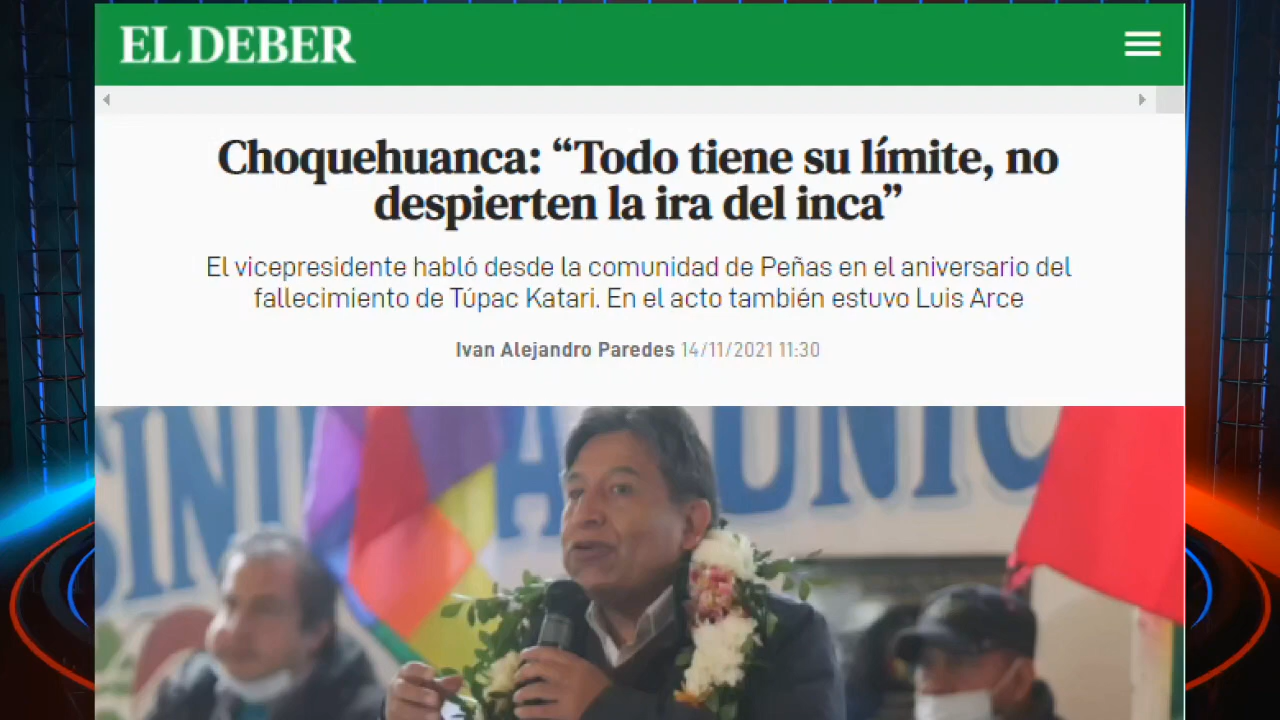 EL DEBER
Choquehuanca: “Todo tiene su límite, no
despierten la ira del inca”
El vicepresidente habló desde la comunidad de Peñas en el aniversario del
fallecimiento de Túpac Katari. En el acto también estuvo Luis Arce
Ivan Alejandro Paredes 14/11/2021 11:30